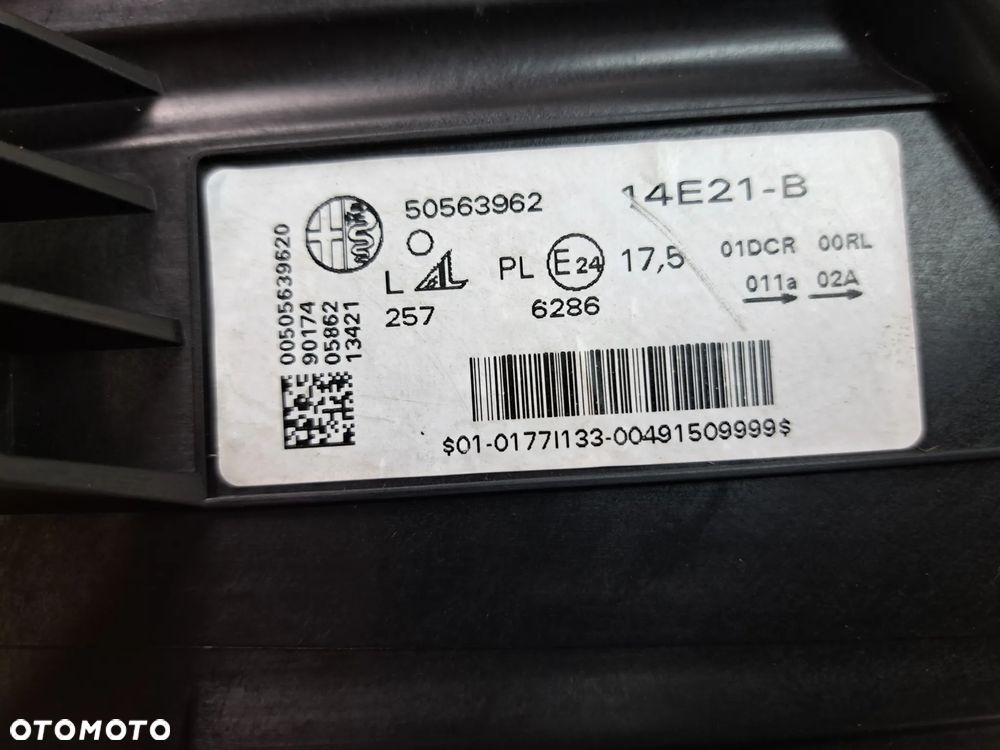 50563962
14E21-B
L
PL E24 17,5
01DCR 00RL
011a 02A
257
6286
00505639620
90174
05862
13421
$01-0177I133-00491509999$
OTOMOTO